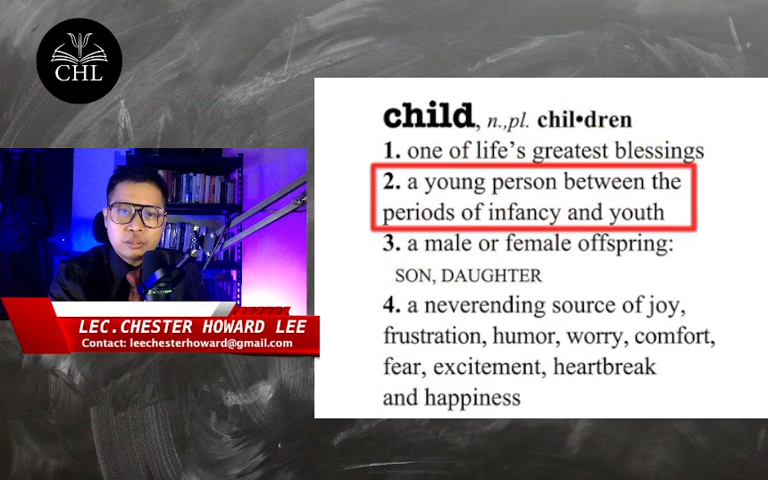 CHL
child, n.,pl. chil•dren
1. one of life's greatest blessings
2. a young person between the
periods of infancy and youth
3. a male or female offspring:
SON, DAUGHTER
4. a neverending source of joy,
frustration, humor, worry, comfort,
fear, excitement, heartbreak
and happiness
LEC.CHESTER HOWARD LEE
Contact: leechesterhoward@gmail.com